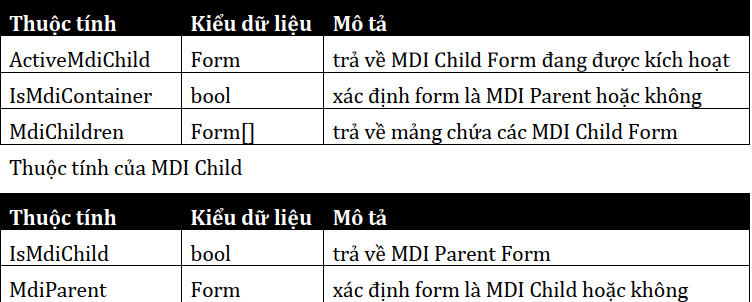 Thuộc tính Kiểu dữ liệu Mô tả
ActiveMdiChild Form trả về MDI Child Form đang được kích hoạt
IsMdiContainer bool xác định form là MDI Parent hoặc không
MdiChildren Form[] trả về mảng chứa các MDI Child Form
Thuộc tính của MDI Child
Thuộc tính Kiểu dữ liệu Mô tả
IsMdiChild bool trả về MDI Parent Form
MdiParent Form xác định form là MDI Child hoặc không